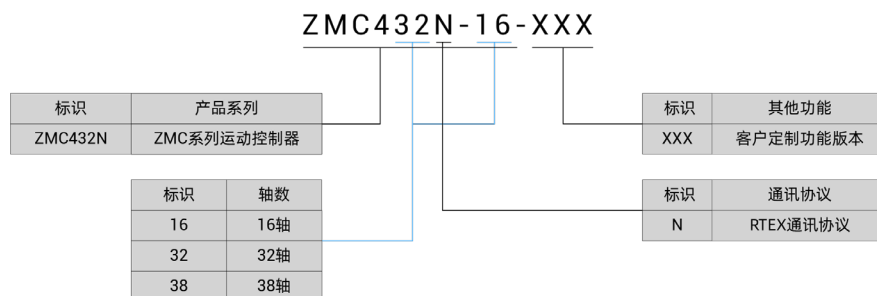 ZMC432N-16-XXX
标识 产品系列
ZMC432N ZMC系列运动控制器
标识 其他功能
XXX 客户定制功能版本
标识 轴数
16 16轴
32 32轴
38 38轴
标识 通讯协议
N RTEX通讯协议